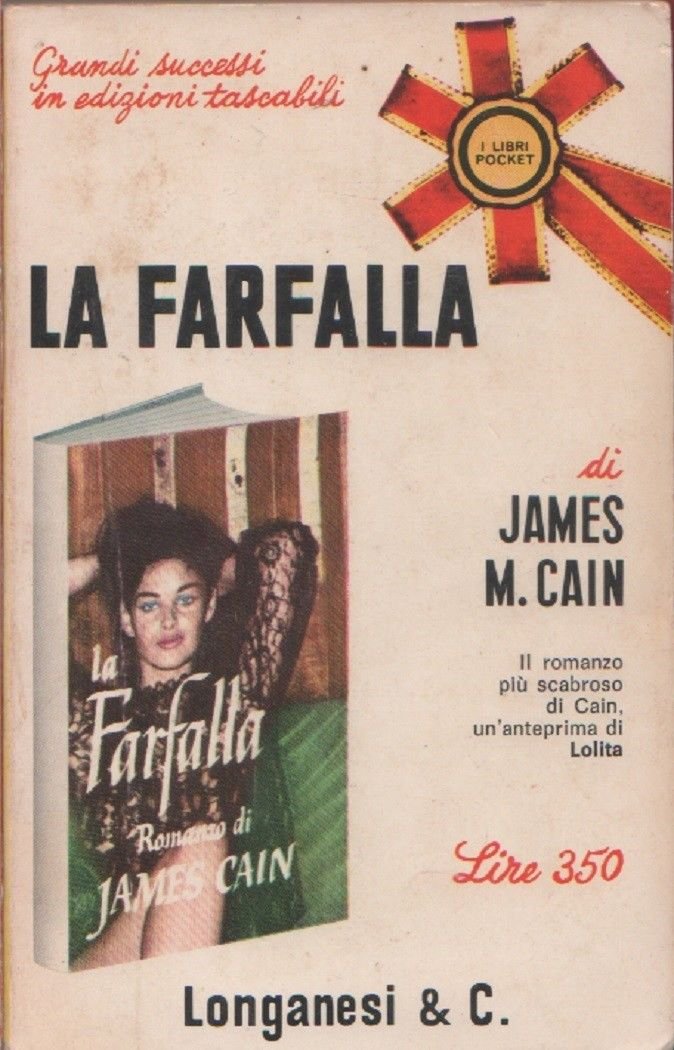 Grandi successi
in edizioni tascabili
I LIBRI
POCKET
LA FARFALLA
di
JAMES
M. CAIN
Il romanzo
più scabroso
di Cain,
un'anteprima di
Lolita
la
Farfalla
Romanzo di
JAMES CAIN
Lire 350
Longanesi & C.